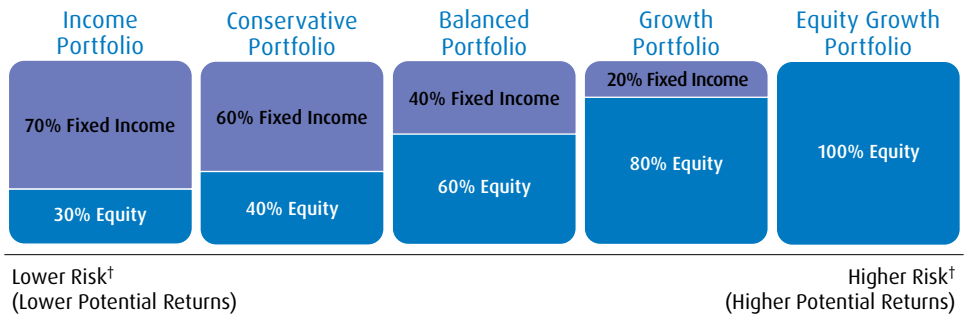 Income
Portfolio
Conservative
Portfolio
Balanced
Portfolio
Growth
Portfolio
Equity Growth
Portfolio
70% Fixed Income
30% Equity
60% Fixed Income
40% Equity
40% Fixed Income
60% Equity
20% Fixed Income
80% Equity
100% Equity
Lower Risk†
(Lower Potential Returns)
Higher Risk†
(Higher Potential Returns)